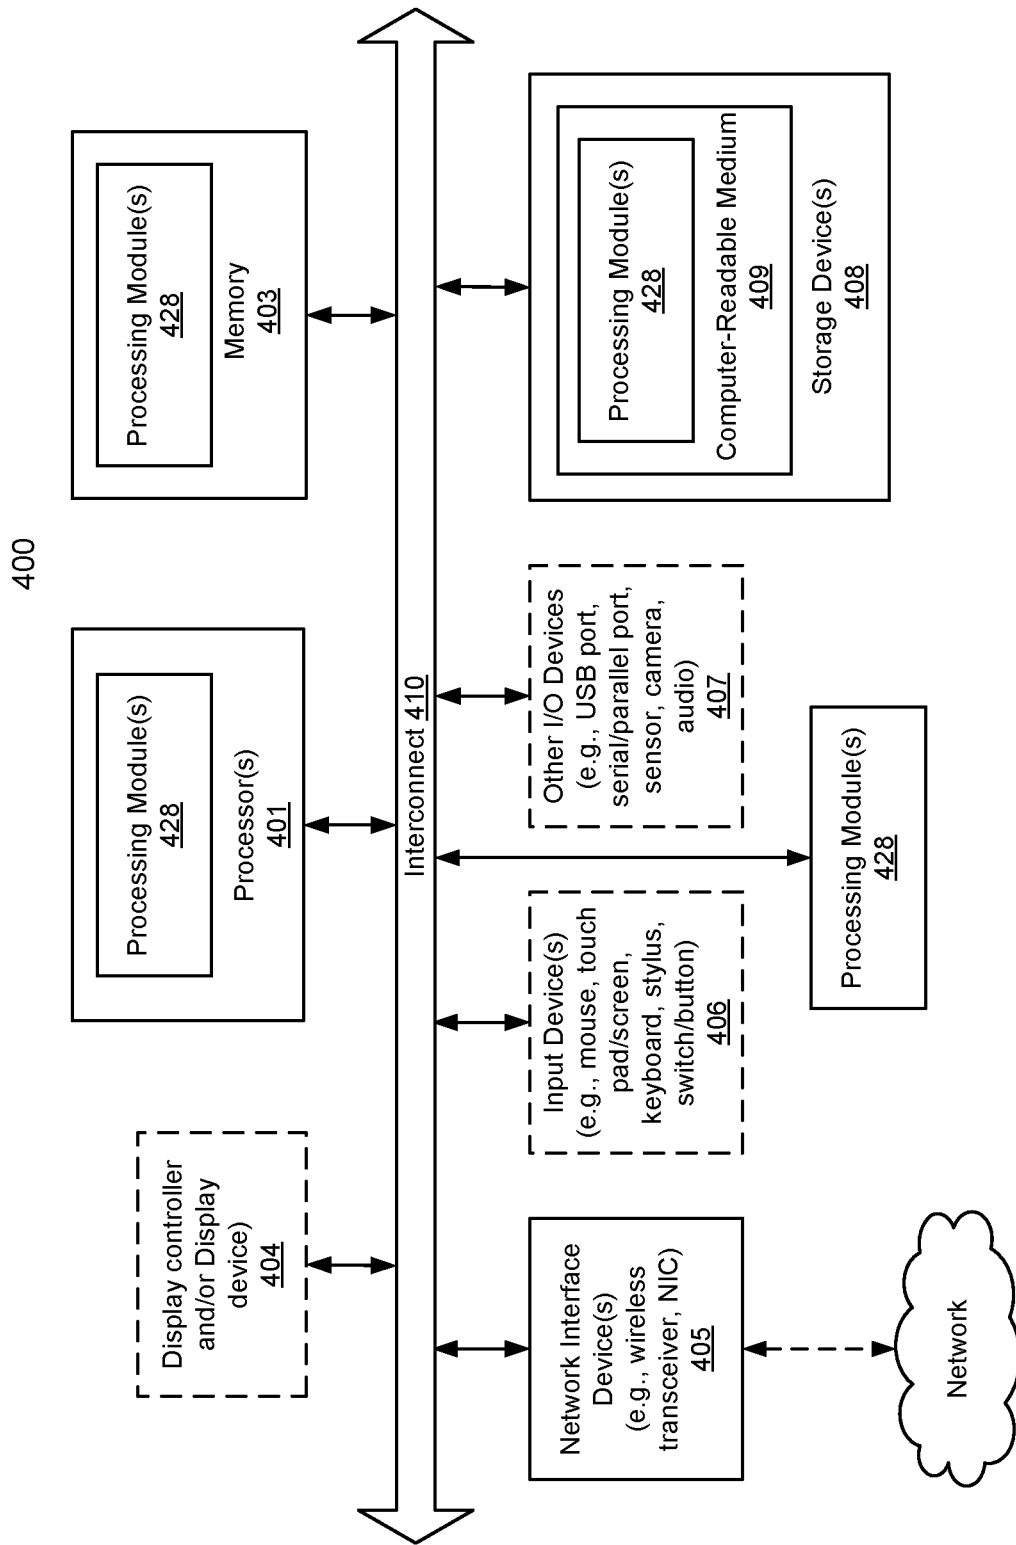 400
Display controller
and/or Display
device)
404
Processing Module(s)
428
Processor(s)
401
Processing Module(s)
428
Memory
403
Interconnect 410
Network Interface
Device(s)
(e.g., wireless
transceiver, NIC)
405
Input Device(s)
(e.g., mouse, touch
pad/screen,
keyboard, stylus,
switch/button)
406
Other I/O Devices
(e.g., USB port,
serial/parallel port,
sensor, camera,
audio)
407
Processing Module(s)
428
Computer-Readable Medium
409
Storage Device(s)
408
Network
Processing Module(s)
428